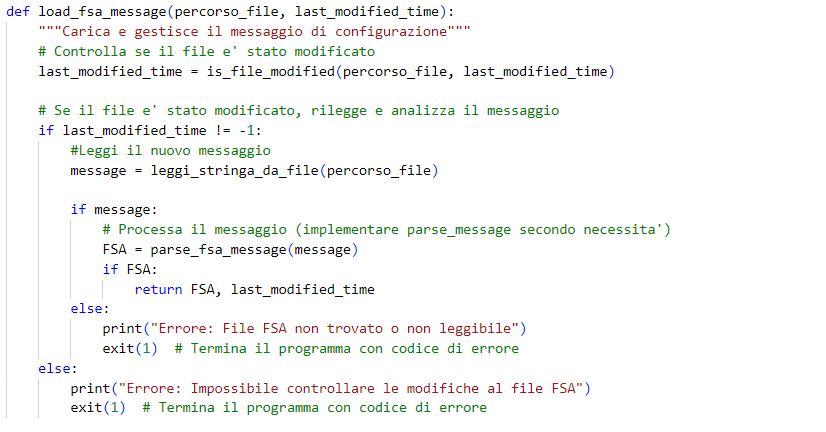 def load_fsa_message(percorso_file, last_modified_time):
    """Carica e gestisce il messaggio di configurazione"""
    # Controlla se il file e' stato modificato
    last_modified_time = is_file_modified(percorso_file, last_modified_time)

    # Se il file e' stato modificato, rilegge e analizza il messaggio
    if last_modified_time != -1:
        #Leggi il nuovo messaggio
        message = leggi_stringa_da_file(percorso_file)

        if message:
            # Processa il messaggio (implementare parse_message secondo necessita')
            FSA = parse_fsa_message(message)
            if FSA:
                return FSA, last_modified_time
        else:
            print("Errore: File FSA non trovato o non leggibile")
            exit(1)  # Termina il programma con codice di errore
    else:
        print("Errore: Impossibile controllare le modifiche al file FSA")
        exit(1)  # Termina il programma con codice di errore